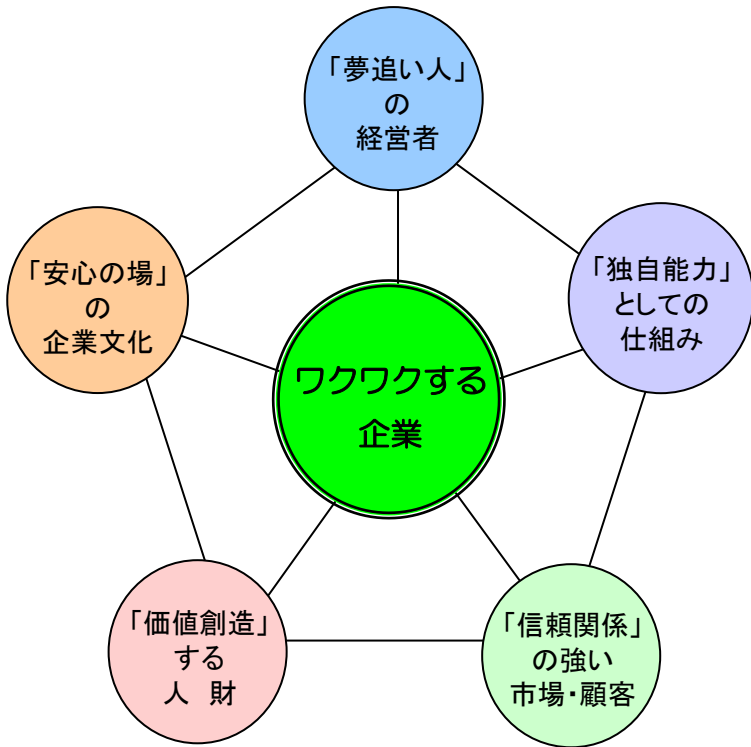 「夢追い人」
の
経営者
「安心の場」
の
企業文化
「独自能力」
としての
仕組み
ワクワクする
企業
「価値創造」
する
人　財
「信頼関係」
の強い
市場・顧客